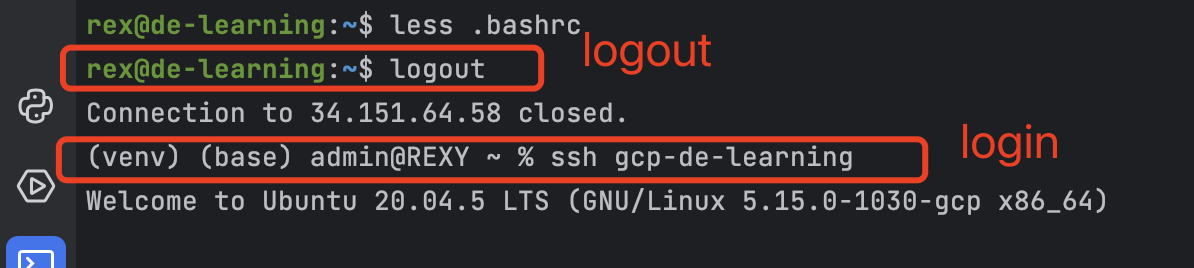 rex@de-learning:~$ less .bashrc
rex@de-learning:~$ logout
logout
Connection to 34.151.64.58 closed.
(venv) (base) admin@REXY ~ % ssh gcp-de-learning
login
Welcome to Ubuntu 20.04.5 LTS (GNU/Linux 5.15.0-1030-gcp x86_64)